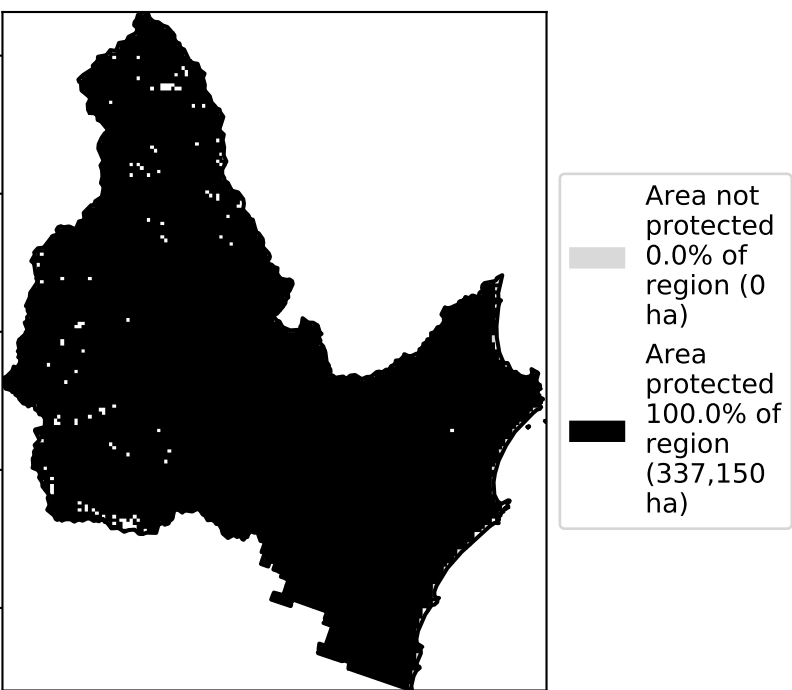 Area not
protected
0.0% of
region (0
ha)
Area
protected
100.0% of
region
(337,150
ha)